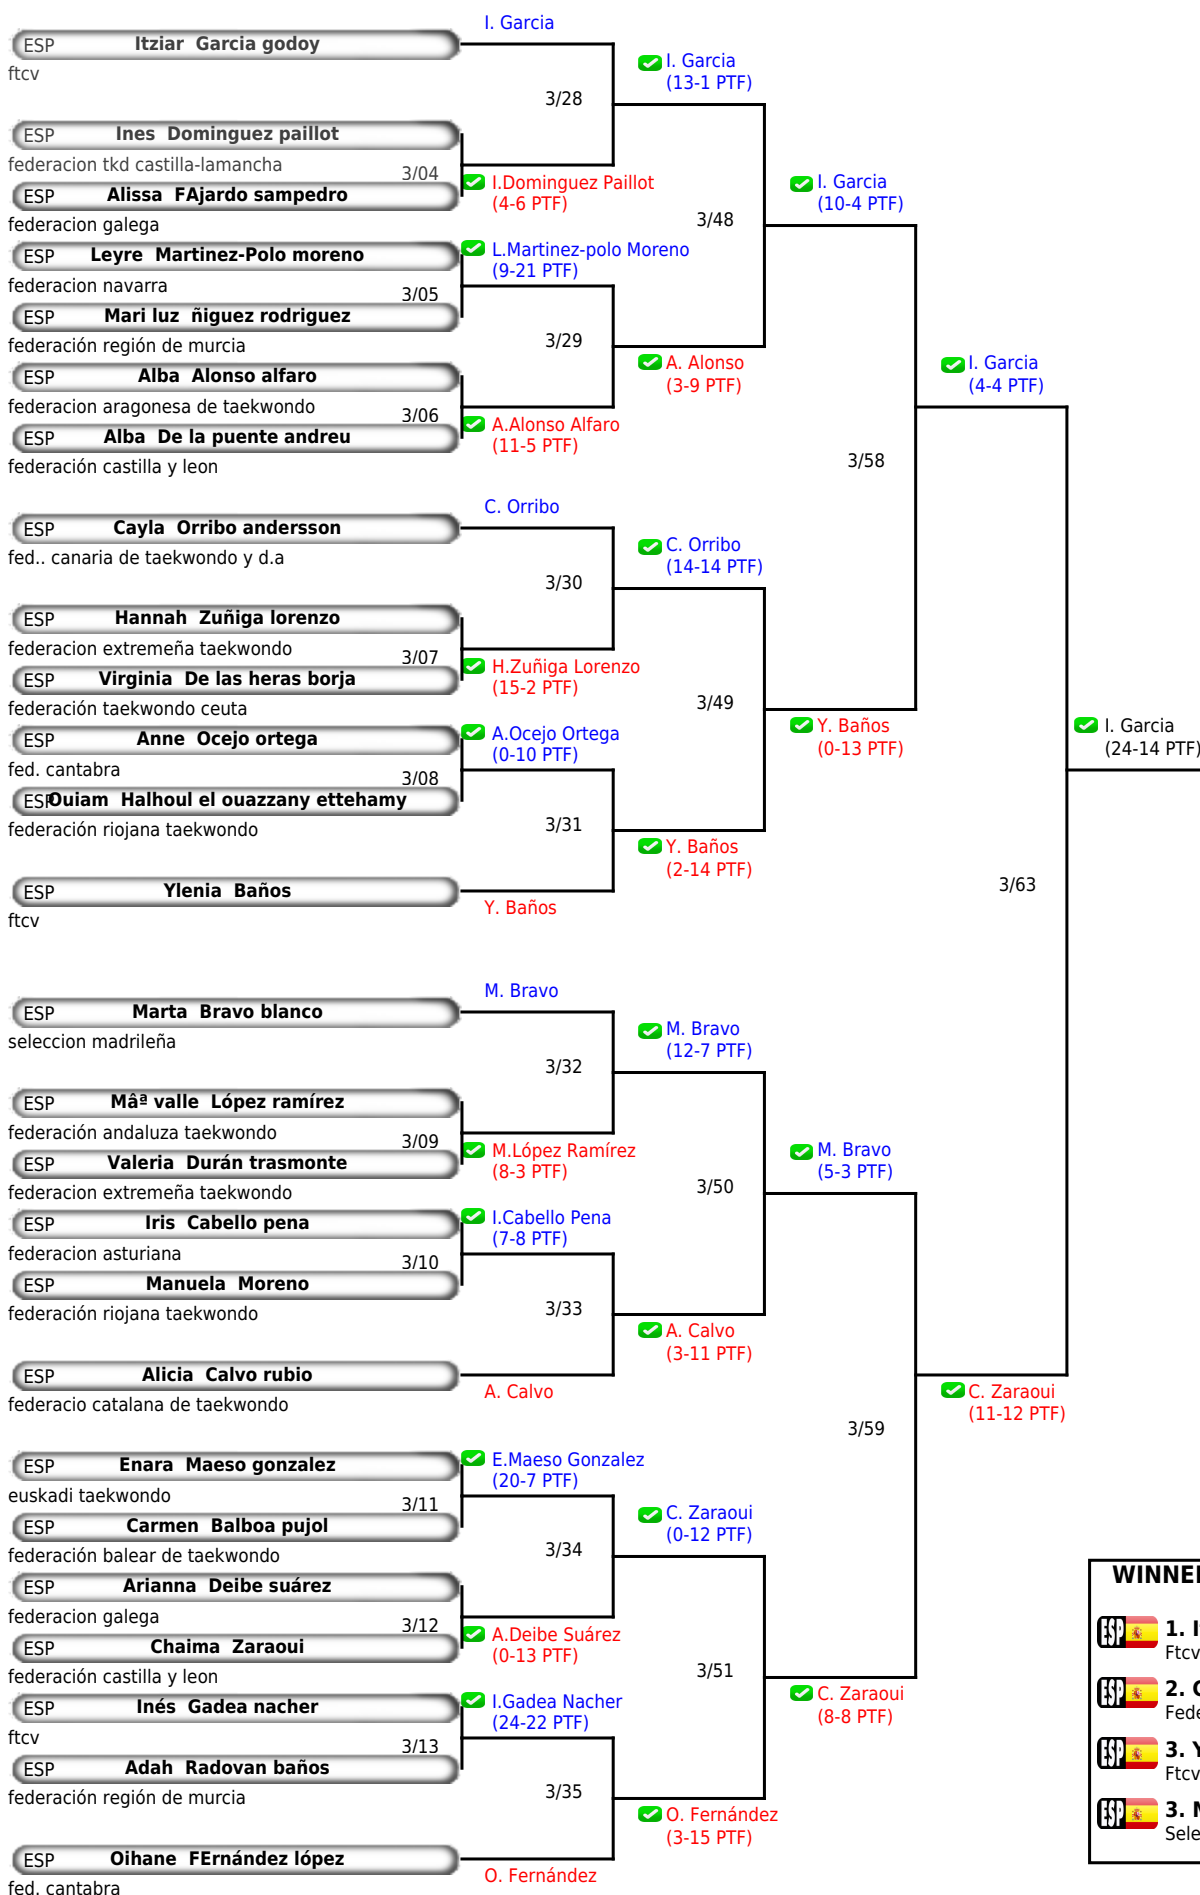 I. Garcia
ESP Itziar Garcia godoy
ftcv
I. Garcia
(13-1 PTF)
3/28
ESP Ines Dominguez paillot
federacion tkd castilla-lamancha
3/04
I.Dominguez Paillot
(4-6 PTF)
ESP Alissa FAjardo sampedro
federacion galega
I. Garcia
(10-4 PTF)
3/48
ESP Leyre Martinez-Polo moreno
L.Martinez-polo Moreno
(9-21 PTF)
federacion navarra
3/05
ESP Mari luz ñiguez rodriguez
federación región de murcia
3/29
A. Alonso
(3-9 PTF)
I. Garcia
(4-4 PTF)
ESP Alba Alonso alfaro
federacion aragonesa de taekwondo
3/06
A.Alonso Alfaro
(11-5 PTF)
ESP Alba De la puente andreu
federación castilla y leon
3/58
C. Orribo
ESP Cayla Orribo andersson
fed.. canaria de taekwondo y d.a
C. Orribo
(14-14 PTF)
3/30
ESP Hannah Zuñiga lorenzo
federacion extremeña taekwondo
3/07
H.Zuñiga Lorenzo
(15-2 PTF)
ESP Virginia De las heras borja
federación taekwondo ceuta
3/49
Y. Baños
(0-13 PTF)
I. Garcia
(24-14 PTF)
ESP Anne Ocejo ortega
A.Ocejo Ortega
(0-10 PTF)
fed. cantabra
3/08
ESP Ouiam Halhoul el ouazzany ettehamy
federación riojana taekwondo
3/31
Y. Baños
(2-14 PTF)
ESP Ylenia Baños
ftcv
Y. Baños
3/63
M. Bravo
ESP Marta Bravo blanco
seleccion madrileña
M. Bravo
(12-7 PTF)
3/32
ESP Mâª valle López ramírez
federación andaluza taekwondo
3/09
M.López Ramírez
(8-3 PTF)
ESP Valeria Durán trasmonte
federacion extremeña taekwondo
M. Bravo
(5-3 PTF)
3/50
ESP Iris Cabello pena
I.Cabello Pena
(7-8 PTF)
federacion asturiana
3/10
ESP Manuela Moreno
federación riojana taekwondo
3/33
A. Calvo
(3-11 PTF)
ESP Alicia Calvo rubio
federacio catalana de taekwondo
A. Calvo
C. Zaraoui
(11-12 PTF)
3/59
ESP Enara Maeso gonzalez
E.Maeso Gonzalez
(20-7 PTF)
euskadi taekwondo
3/11
ESP Carmen Balboa pujol
federación balear de taekwondo
C. Zaraoui
(0-12 PTF)
3/34
ESP Arianna Deibe suárez
federacion galega
3/12
A.Deibe Suárez
(0-13 PTF)
ESP Chaima Zaraoui
federación castilla y leon
3/51
C. Zaraoui
(8-8 PTF)
ESP Inés Gadea nacher
I.Gadea Nacher
(24-22 PTF)
ftcv
3/13
ESP Adah Radovan baños
federación región de murcia
3/35
O. Fernández
(3-15 PTF)
ESP Oihane FErnández lópez
fed. cantabra
O. Fernández
WINNE
ESP 1. I
Ftcv
ESP 2. C
Fede
ESP 3. Y
Ftcv
ESP 3. M
Sele